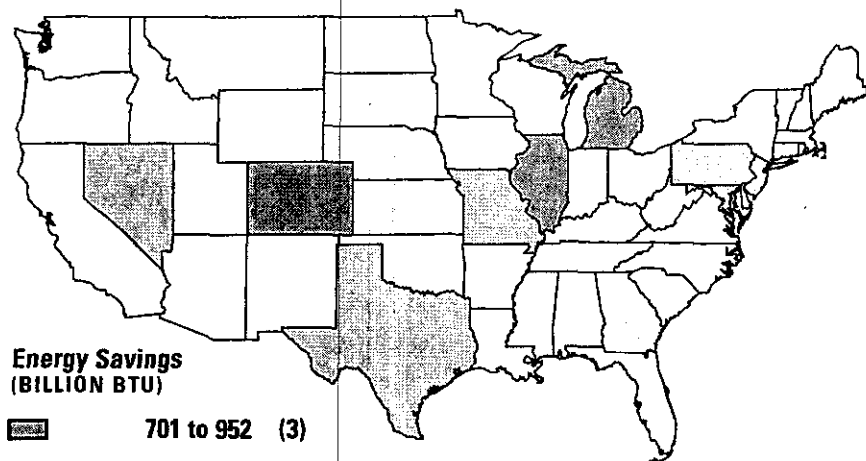 Energy Savings
(BILLION BTU)
701 to 952 (3)